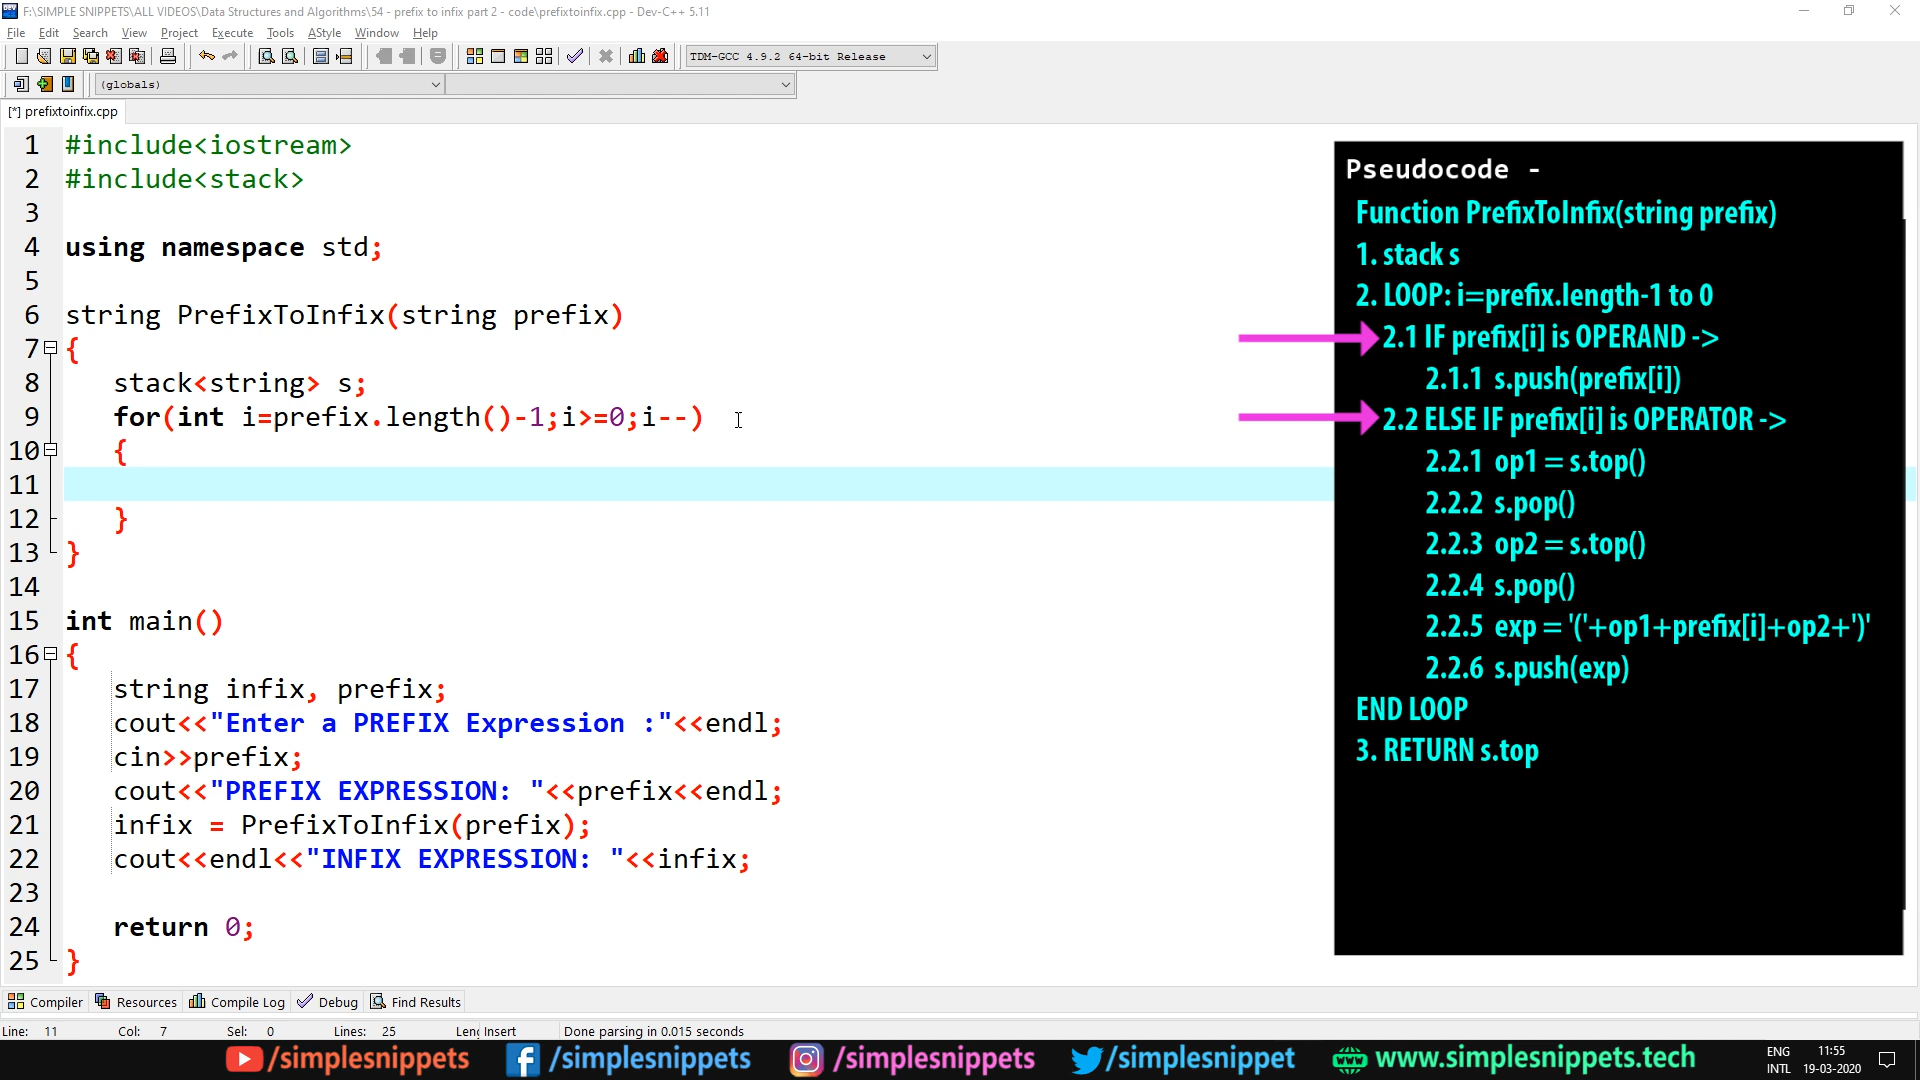 F:\SIMPLE SNIPPETS\ALL VIDEOS\Data Structures and Algorithms\54 - prefix to infix part 2 - code\prefixtoinfix.cpp - Dev-C++ 5.11
File Edit Search View Project Execute Tools AStyle Window Help
TDM-GCC 4.9.2 64-bit Release
(globals)
[*] prefixtoinfix.cpp
1 #include<iostream>
2 #include<stack>
3
4 using namespace std;
5
6 string PrefixToInfix(string prefix)
7 {
8 stack<string> s;
9 for(int i=prefix.length()-1;i>=0;i--)
10 {
11
12 }
13 }
14
15 int main()
16 {
17 string infix, prefix;
18 cout<<"Enter a PREFIX Expression :"<<endl;
19 cin>>prefix;
20 cout<<"PREFIX EXPRESSION: "<<prefix<<endl;
21 infix = PrefixToInfix(prefix);
22 cout<<endl<<"INFIX EXPRESSION: "<<infix;
23
24 return 0;
25 }
Pseudocode -
Function PrefixToInfix(string prefix)
1. stack s
2. LOOP: i=prefix.length-1 to 0
2.1 IF prefix[i] is OPERAND ->
2.1.1 s.push(prefix[i])
2.2 ELSE IF prefix[i] is OPERATOR ->
2.2.1 op1 = s.top()
2.2.2 s.pop()
2.2.3 op2 = s.top()
2.2.4 s.pop()
2.2.5 exp = '('+op1+prefix[i]+op2+')'
2.2.6 s.push(exp)
END LOOP
3. RETURN s.top
Compiler Resources Compile Log Debug Find Results
Line: 11 Col: 7 Sel: 0 Lines: 25 Len Insert Done parsing in 0.015 seconds
/simplesnippets /simplesnippets /simplesnippets /simplesnippet www.simplesnippets.tech
ENG 11:55
INTL 19-03-2020